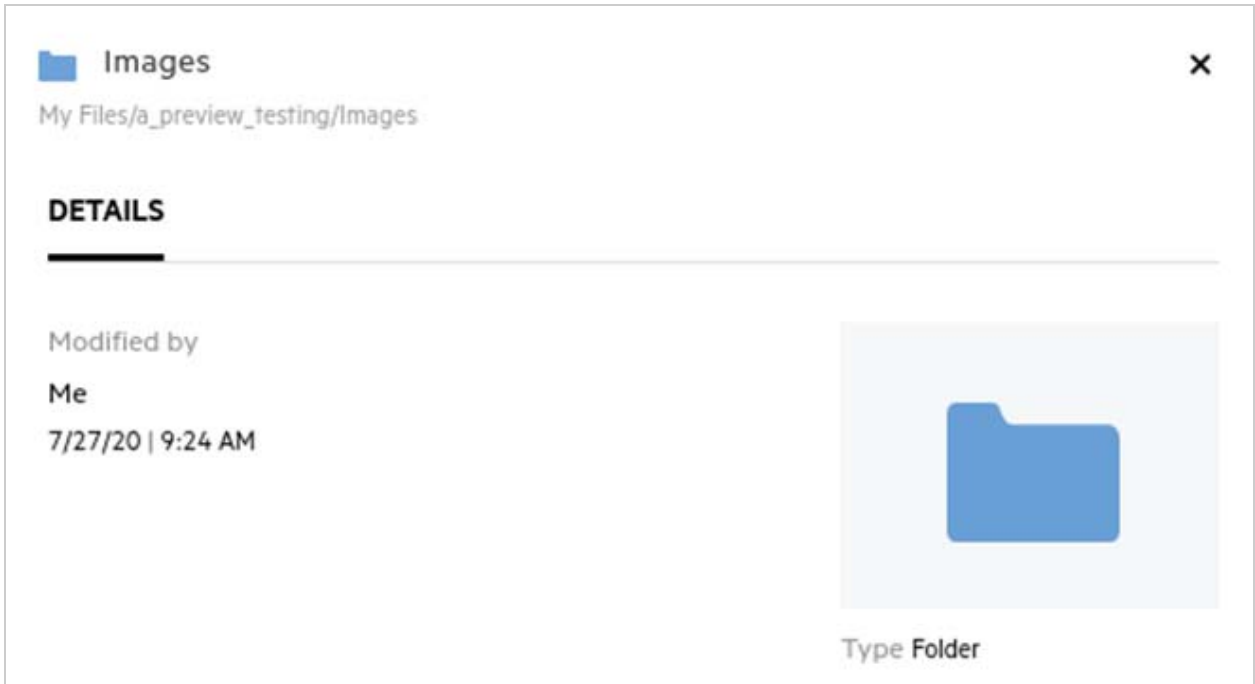 Images
My Files/a_preview_testing/Images
DETAILS
Modified by
Me
7/27/20 | 9:24 AM
Type Folder